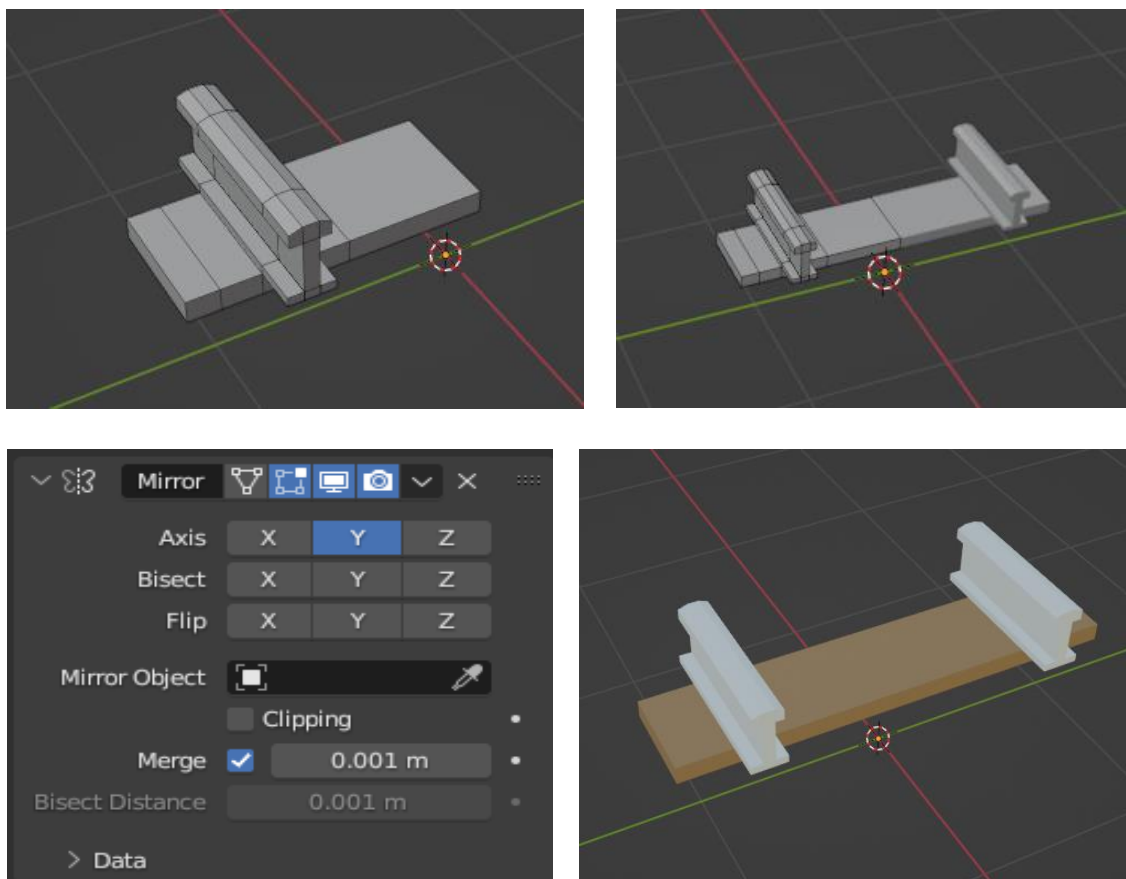 Mirror
Axis X Y Z
Bisect X Y Z
Flip X Y Z
Mirror Object
Clipping
Merge 0.001 m
Bisect Distance 0.001 m
Data